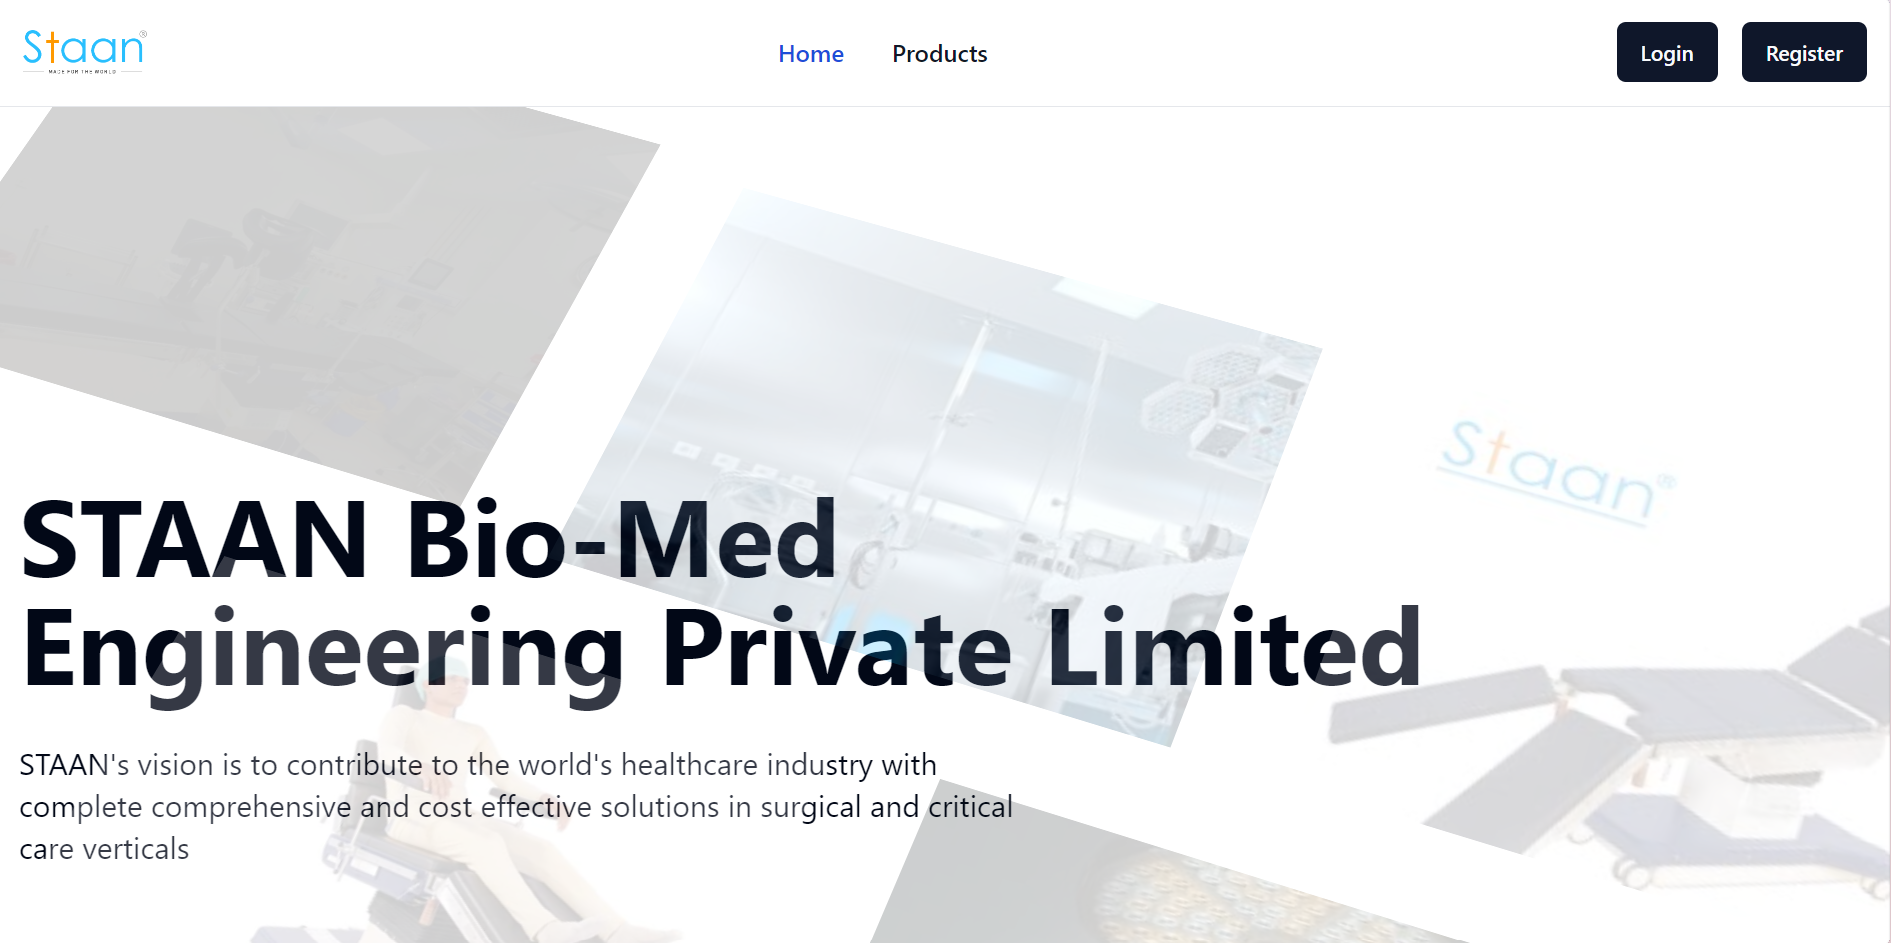 Staan®
MADE FOR THE WORLD
Home
Products
Login
Register
Staan®
STAAN Bio-Med
Engineering Private Limited
STAAN's vision is to contribute to the world's healthcare industry with
complete comprehensive and cost effective solutions in surgical and critical
care verticals